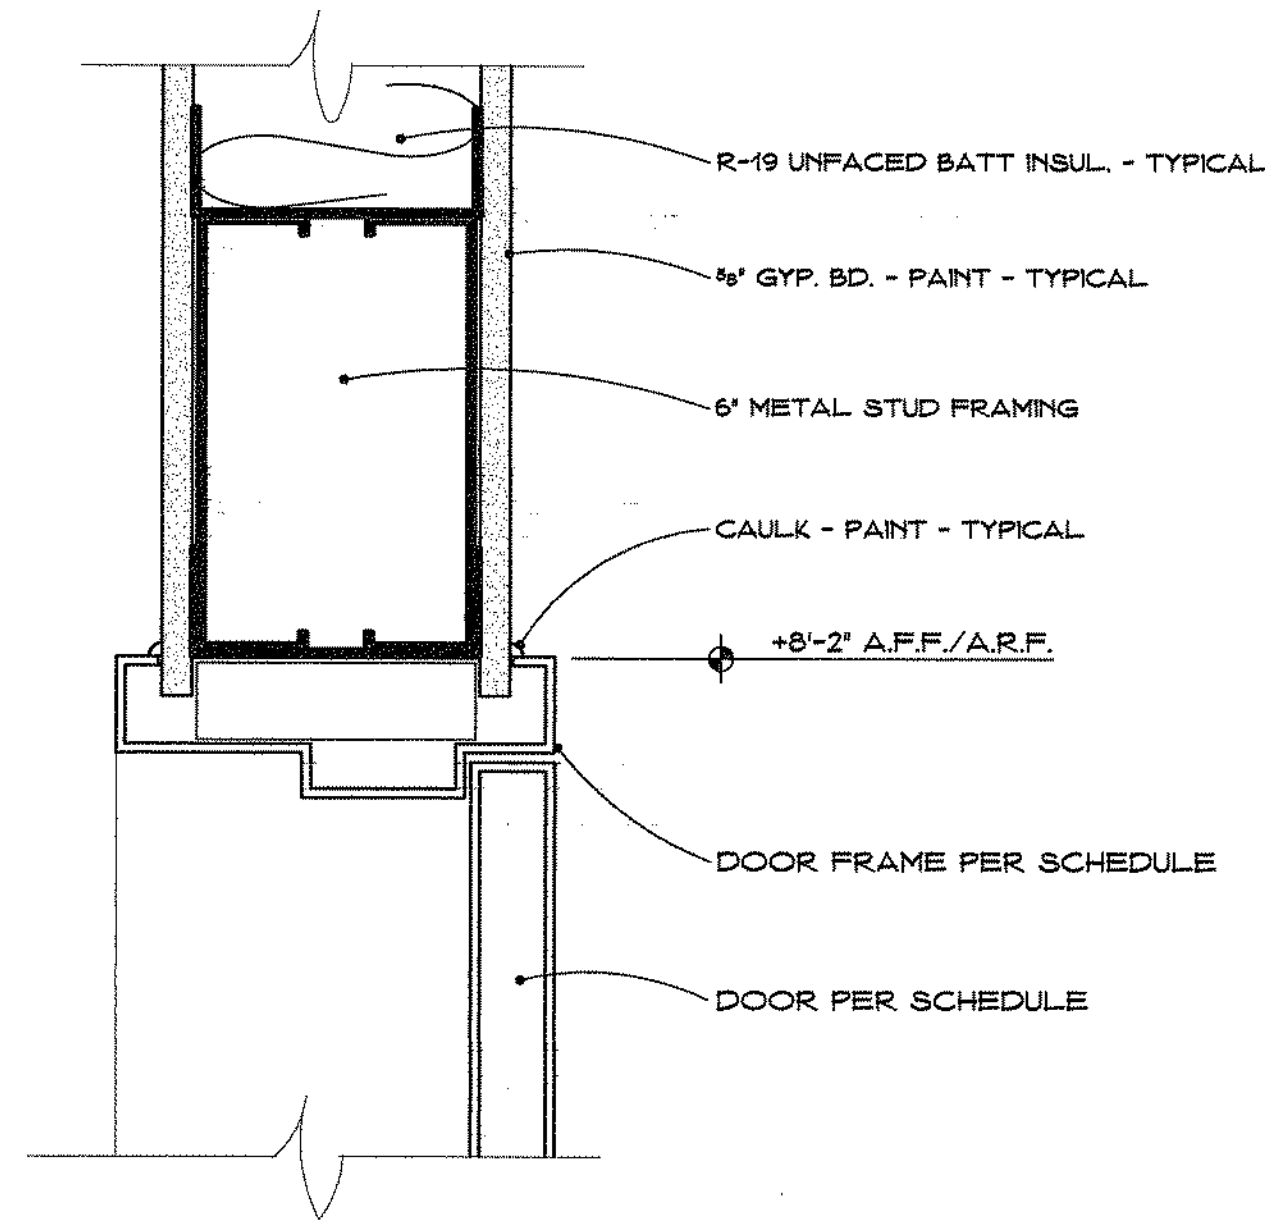 R-19 UNFACED BATT INSUL. - TYPICAL
⅝" GYP. BD. - PAINT - TYPICAL
6" METAL STUD FRAMING
CAULK - PAINT - TYPICAL
+8'-2" A.F.F./A.R.F.
DOOR FRAME PER SCHEDULE
DOOR PER SCHEDULE